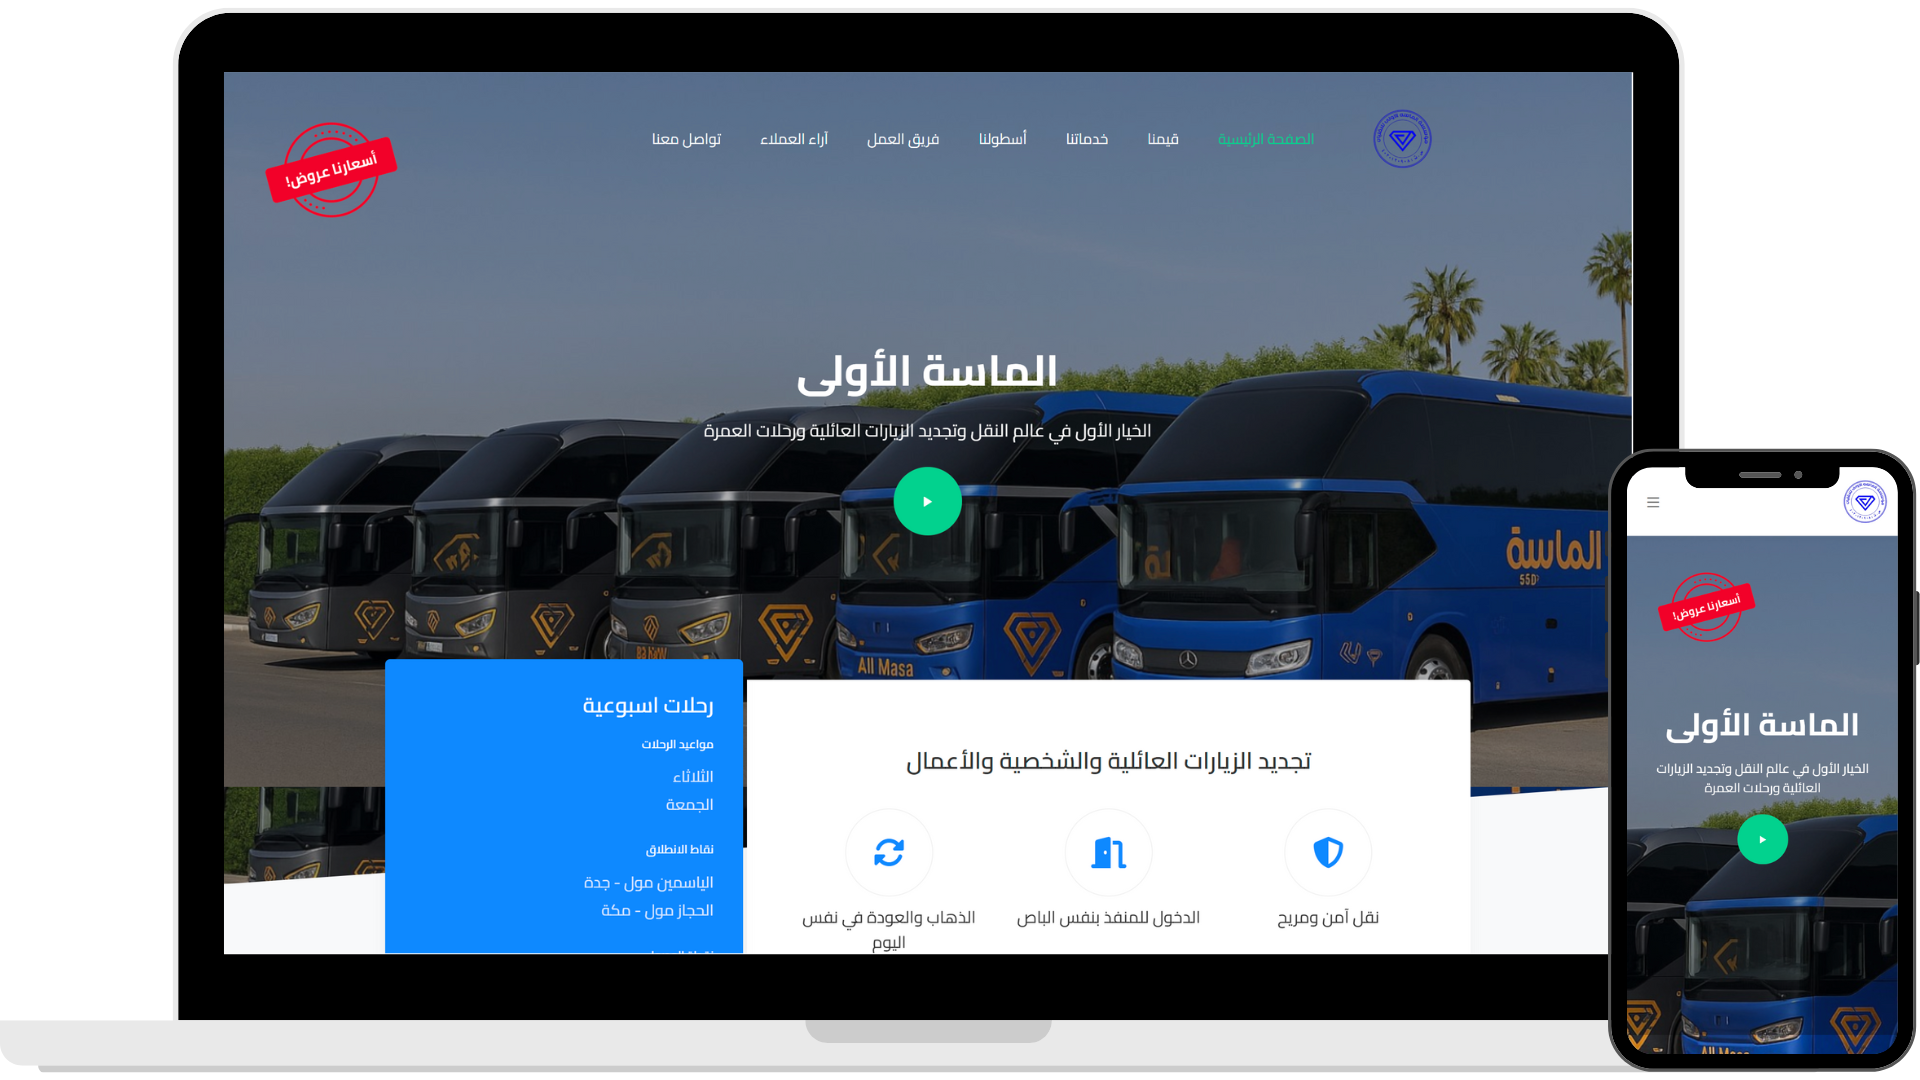 الصفحة الرئيسية
قيمنا
خدماتنا
أسطولنا
فريق العمل
آراء العملاء
تواصل معنا
أسعارنا عروض!
الماسة الأولى
الخيار الأول في عالم النقل وتجديد الزيارات العائلية ورحلات العمرة
الماسة
55D
All Masa
تجديد الزيارات العائلية والشخصية والأعمال
نقل آمن ومريح
الدخول للمنفذ بنفس الباص
الذهاب والعودة في نفس
اليوم
رحلات اسبوعية
مواعيد الرحلات
الثلاثاء
الجمعة
نقاط الانطلاق
الياسمين مول - جدة
الحجاز مول - مكة
أسعارنا عروض!
الماسة الأولى
الخيار الأول في عالم النقل وتجديد الزيارات
العائلية ورحلات العمرة
All Masa